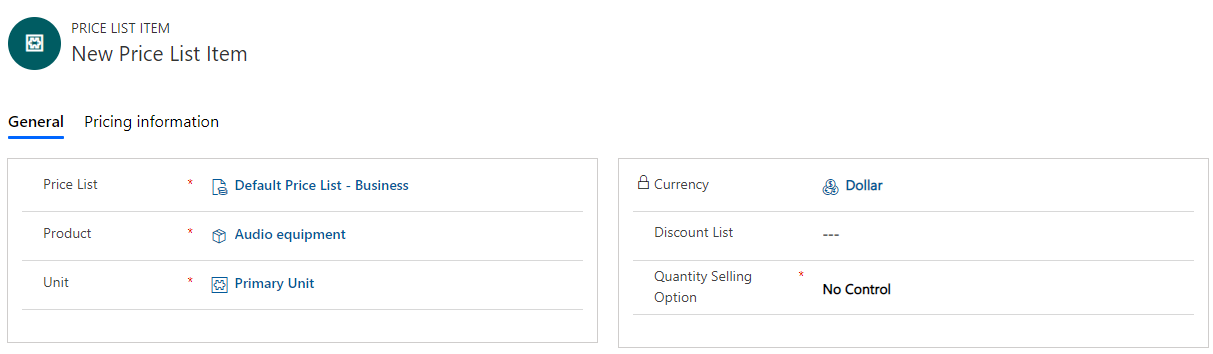 PRICE LIST ITEM
New Price List Item
General Pricing information
Price List * Default Price List - Business
Product * Audio equipment
Unit * Primary Unit
Currency Dollar
Discount List ---
Quantity Selling Option * No Control